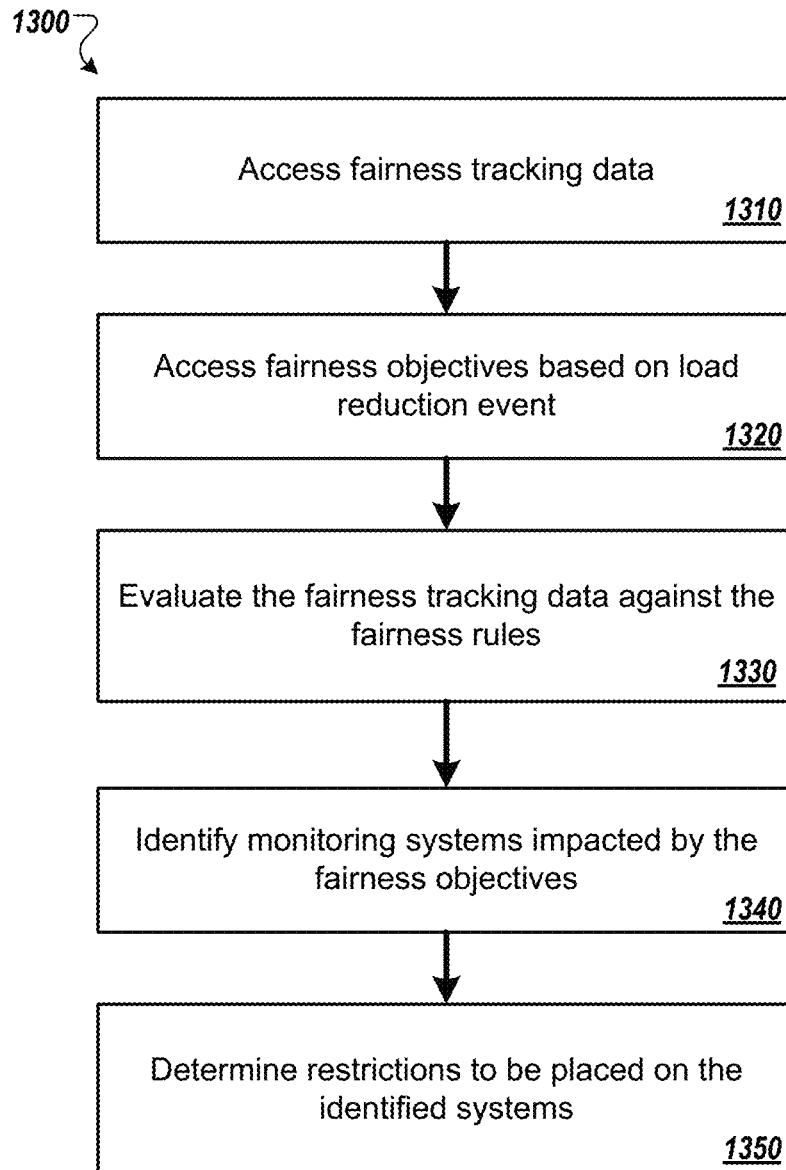 1300
Access fairness tracking data
1310
Access fairness objectives based on load
reduction event
1320
Evaluate the fairness tracking data against the
fairness rules
1330
Identify monitoring systems impacted by the
fairness objectives
1340
Determine restrictions to be placed on the
identified systems
1350